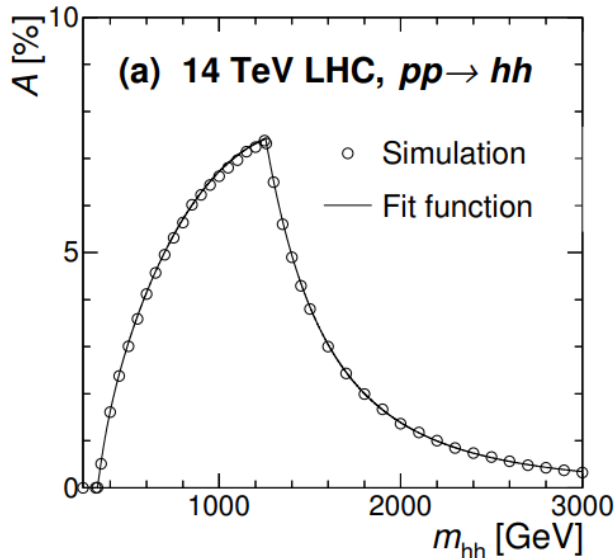 10
A [%]
(a) 14 TeV LHC, pp → hh
Simulation
Fit function
5
0
1000 2000 3000
m_hh [GeV]